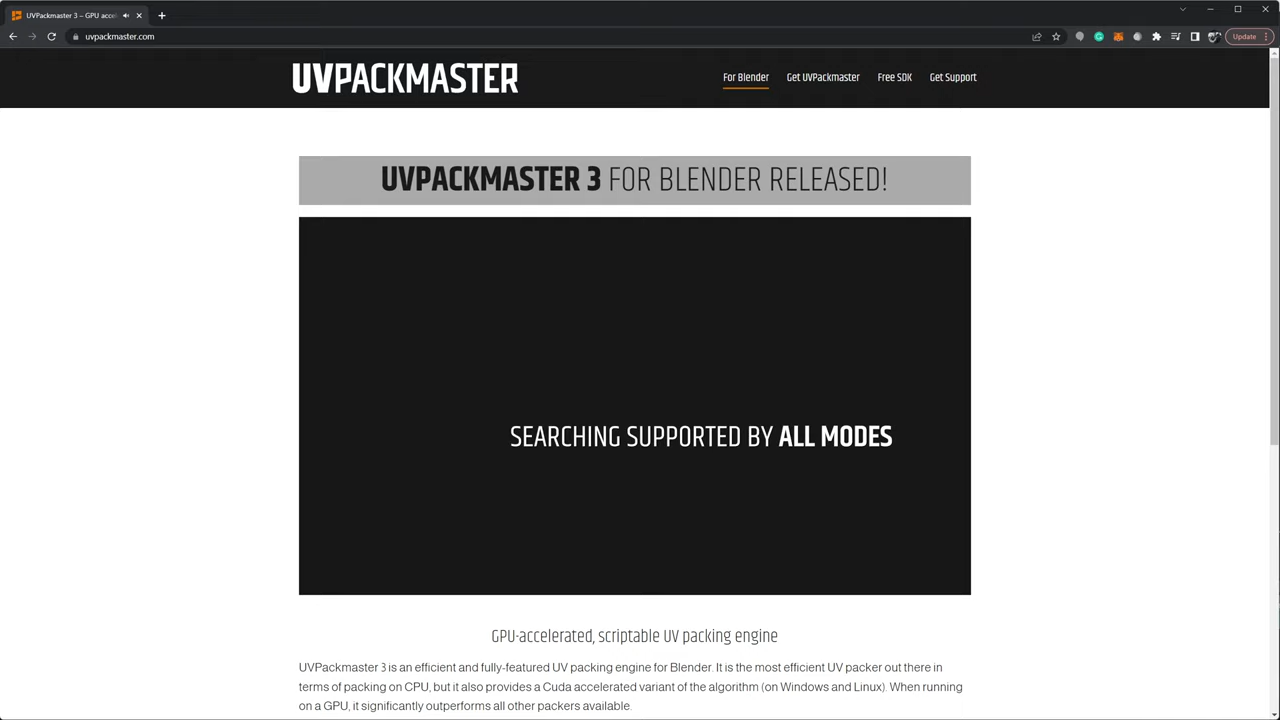 UVPackmaster 3 – GPU acce
uvpackmaster.com
Update
UVPACKMASTER
For Blender
Get UVPackmaster
Free SDK
Get Support
UVPACKMASTER 3 FOR BLENDER RELEASED!
SEARCHING SUPPORTED BY ALL MODES
GPU-accelerated, scriptable UV packing engine
UVPackmaster 3 is an efficient and fully-featured UV packing engine for Blender. It is the most efficient UV packer out there in
terms of packing on CPU, but it also provides a Cuda accelerated variant of the algorithm (on Windows and Linux). When running
on a GPU, it significantly outperforms all other packers available.